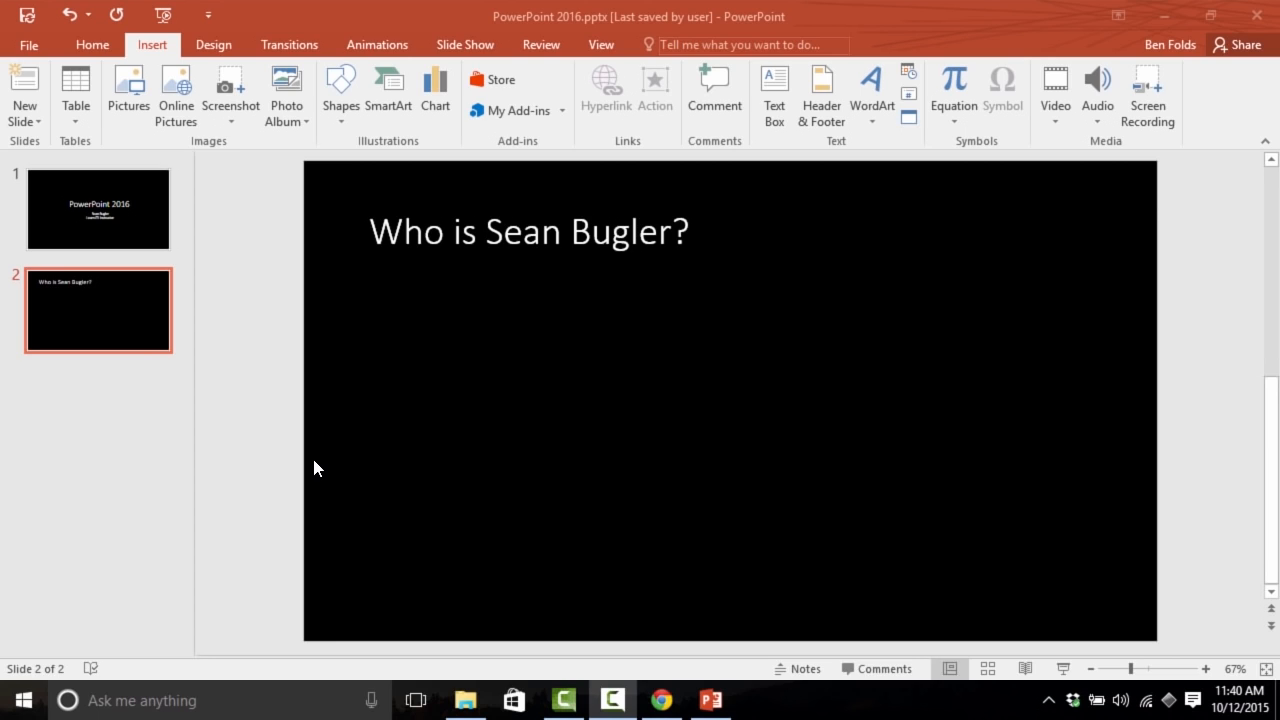 PowerPoint 2016.pptx [Last saved by user] - PowerPoint
File Home Insert Design Transitions Animations Slide Show Review View Tell me what you want to do... Ben Folds Share
New Slide
Table
Pictures
Online Pictures
Screenshot
Photo Album
Shapes
SmartArt
Chart
Store
My Add-ins
Hyperlink
Action
Comment
Text Box
Header & Footer
WordArt
Equation
Symbol
Video
Audio
Screen Recording
Slides Tables Images Illustrations Add-ins Links Comments Text Symbols Media
1
PowerPoint 2016
Sean Bugler
2
Who is Sean Bugler?
Who is Sean Bugler?
Slide 2 of 2 Notes Comments 67%
Ask me anything
11:40 AM
10/12/2015